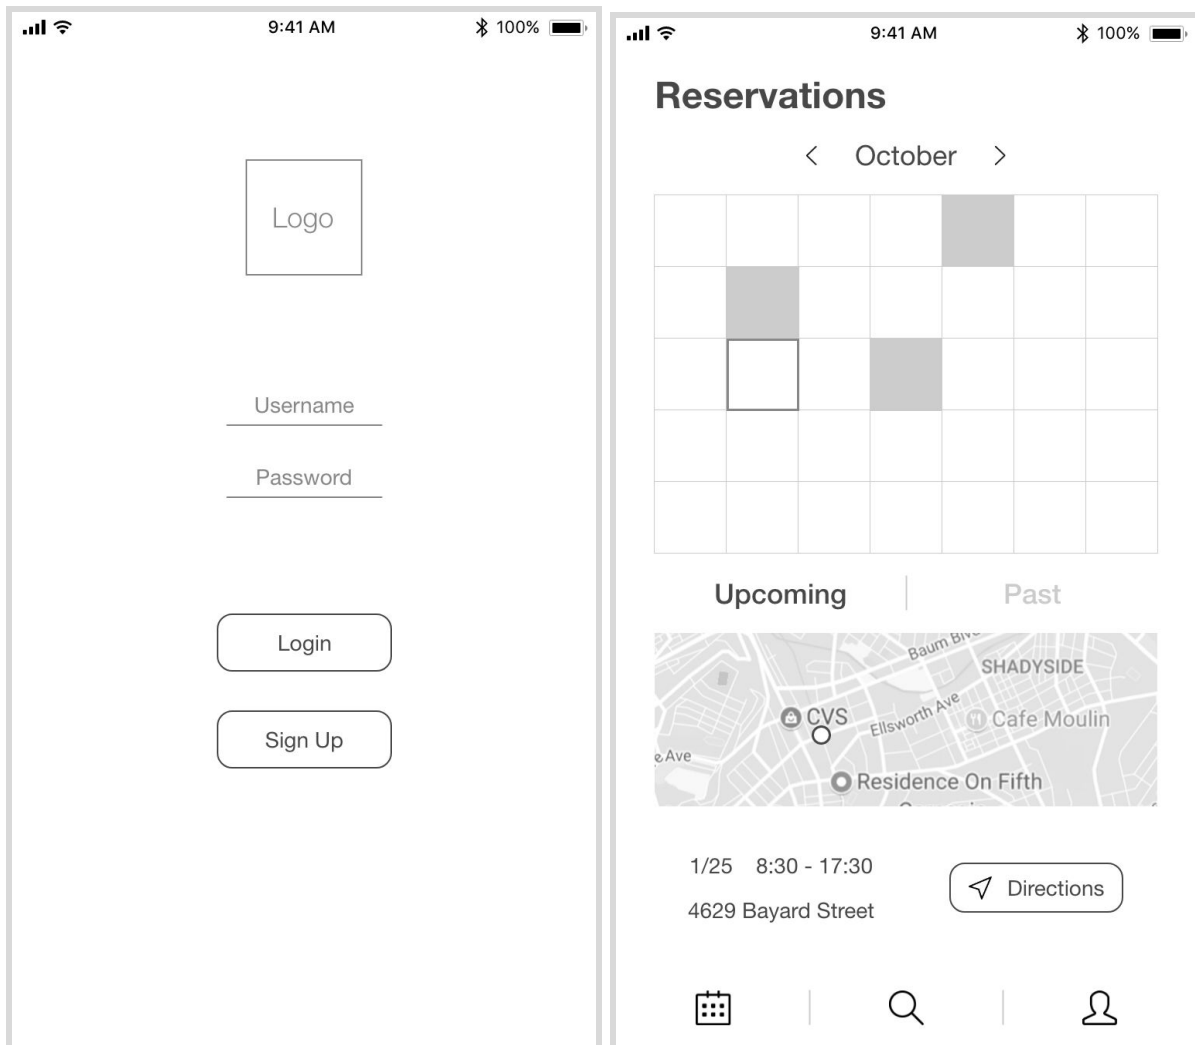 9:41 AM
100%
Logo
Username
Password
Login
Sign Up
9:41 AM
100%
Reservations
October
Upcoming
Past
Baum Blv
SHADYSIDE
CVS
Ellsworth Ave
Cafe Moulin
e Ave
Residence On Fifth
1/25 8:30 - 17:30
4629 Bayard Street
Directions